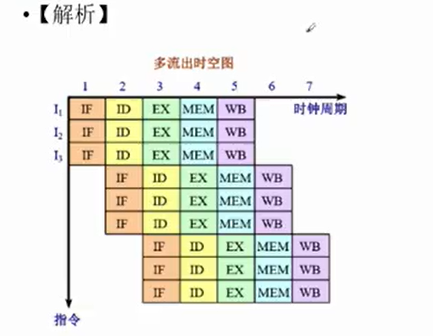 •【解析】
多流出时空图
1 2 3 4 5 6 7
时钟周期
I₁ IF ID EX MEM WB
I₂ IF ID EX MEM WB
I₃ IF ID EX MEM WB
IF ID EX MEM WB
IF ID EX MEM WB
IF ID EX MEM WB
IF ID EX MEM WB
IF ID EX MEM WB
IF ID EX MEM WB
指令